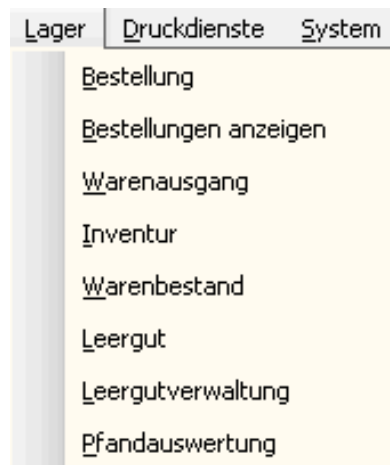 Lager Druckdienste System
Bestellung
Bestellungen anzeigen
Warenausgang
Inventur
Warenbestand
Leergut
Leergutverwaltung
Pfandauswertung